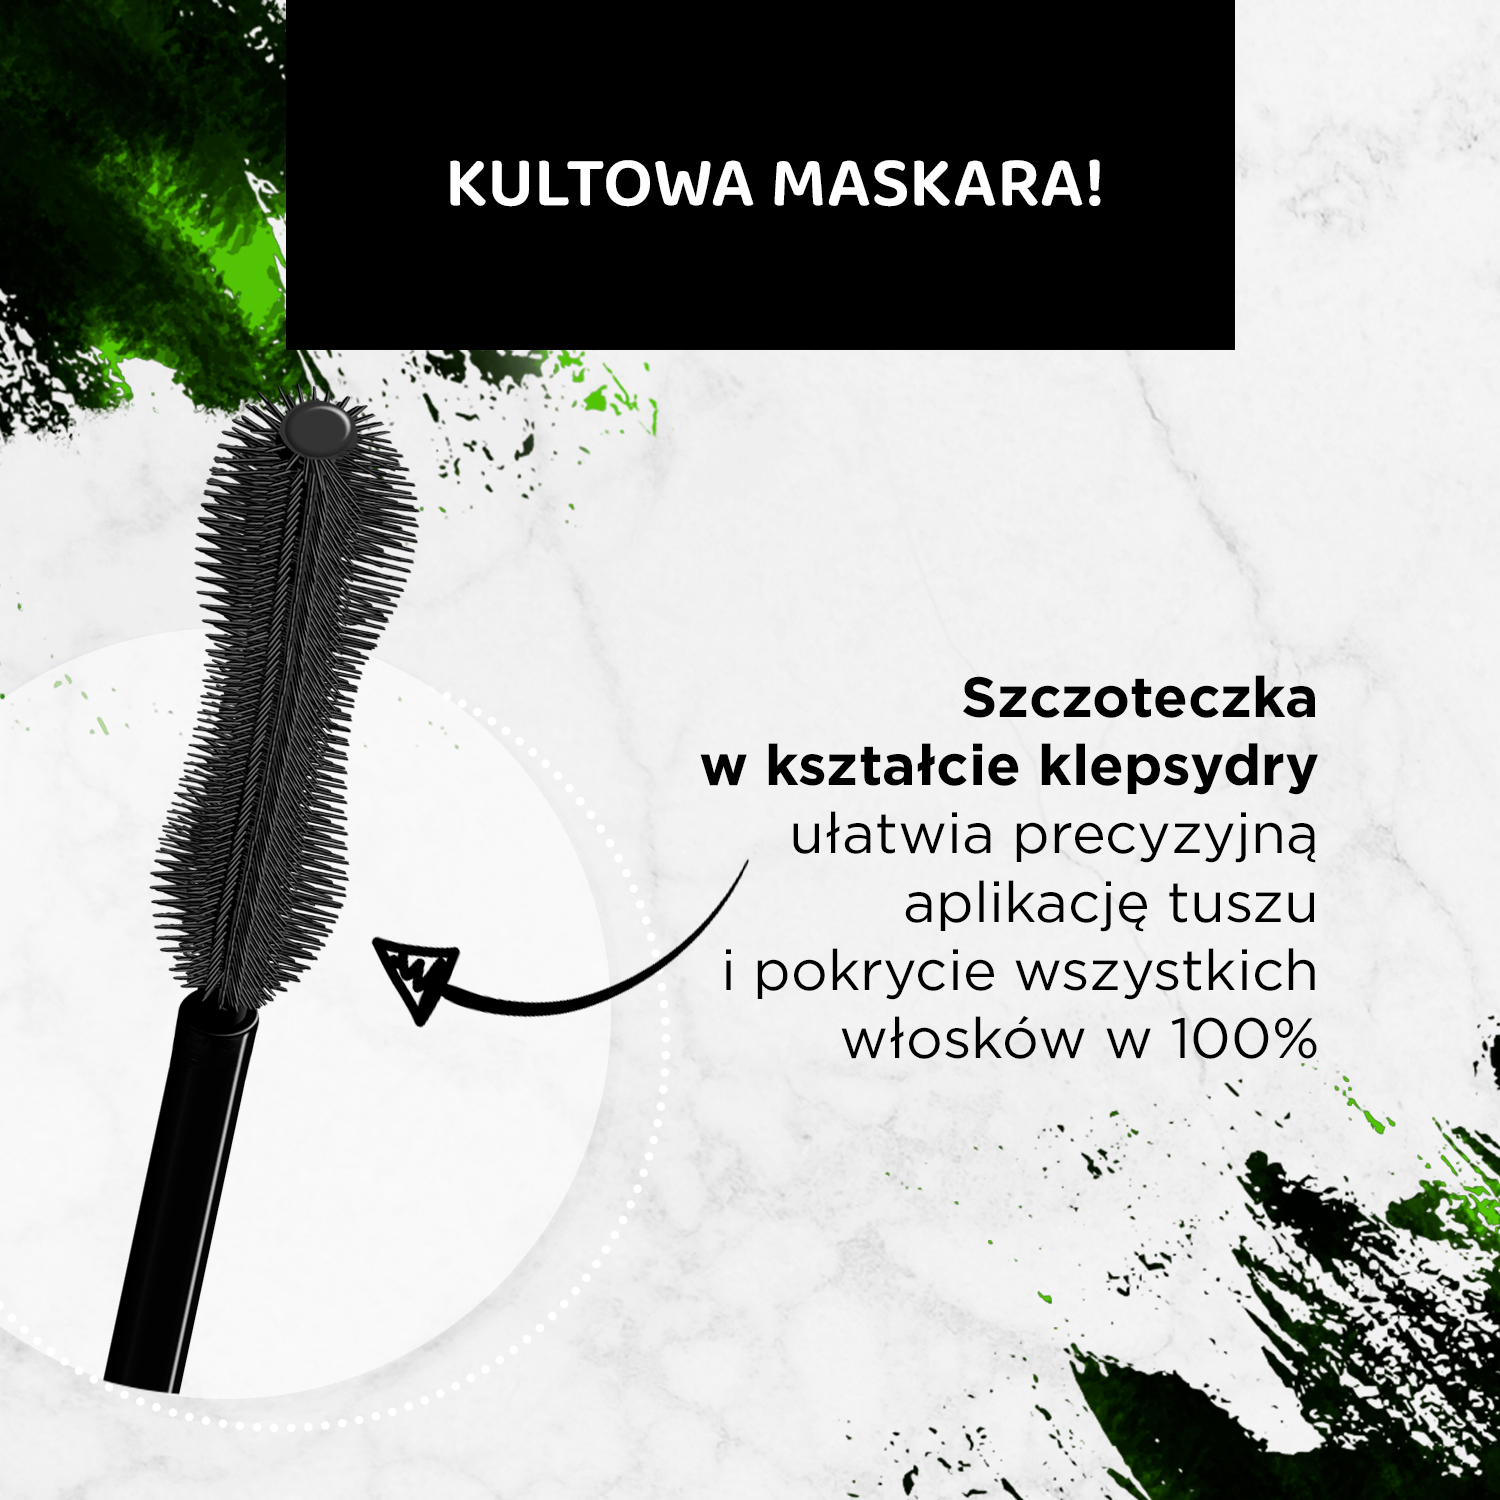 KULTOWA MASKARA!
Szczoteczka
w kształcie klepsydry
ułatwia precyzyjną
aplikację tuszu
i pokrycie wszystkich
włosków w 100%